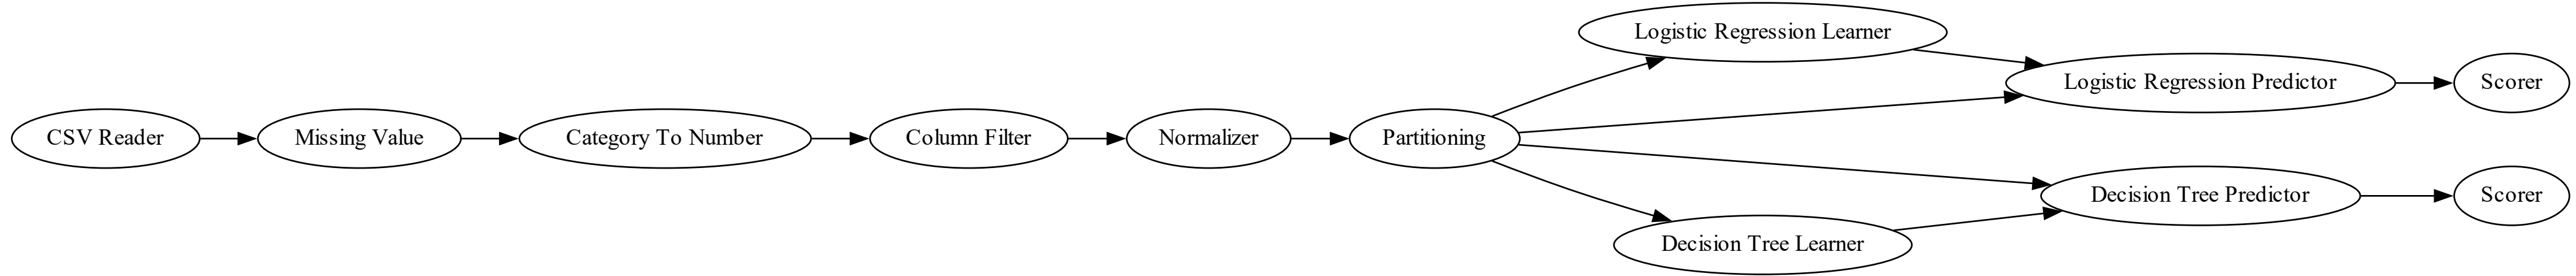 CSV Reader
Missing Value
Category To Number
Column Filter
Normalizer
Partitioning
Logistic Regression Learner
Logistic Regression Predictor
Scorer
Decision Tree Predictor
Scorer
Decision Tree Learner